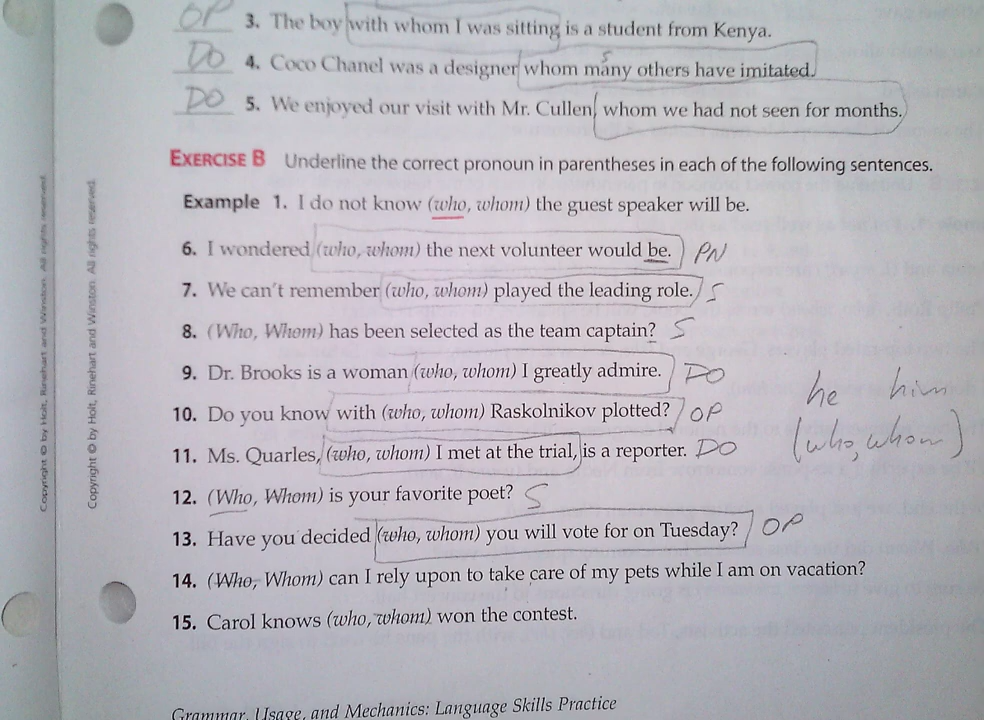 OP 3. The boy with whom I was sitting is a student from Kenya.
S
DO 4. Coco Chanel was a designer whom many others have imitated.
DO 5. We enjoyed our visit with Mr. Cullen, whom we had not seen for months.
EXERCISE B Underline the correct pronoun in parentheses in each of the following sentences.
Example 1. I do not know (who, whom) the guest speaker will be.
6. I wondered (who, whom) the next volunteer would be. PN
7. We can't remember (who, whom) played the leading role. S
8. (Who, Whom) has been selected as the team captain? S
9. Dr. Brooks is a woman (who, whom) I greatly admire. DO
he him
10. Do you know with (who, whom) Raskolnikov plotted? OP
(who, whom)
11. Ms. Quarles, (who, whom) I met at the trial, is a reporter. DO
12. (Who, Whom) is your favorite poet? S
13. Have you decided (who, whom) you will vote for on Tuesday? OP
14. (Who, Whom) can I rely upon to take care of my pets while I am on vacation?
15. Carol knows (who, whom) won the contest.
Grammar, Usage, and Mechanics: Language Skills Practice
Copyright © by Holt, Rinehart and Winston. All rights reserved.
Copyright © by Holt, Rinehart and Winston. All rights reserved.